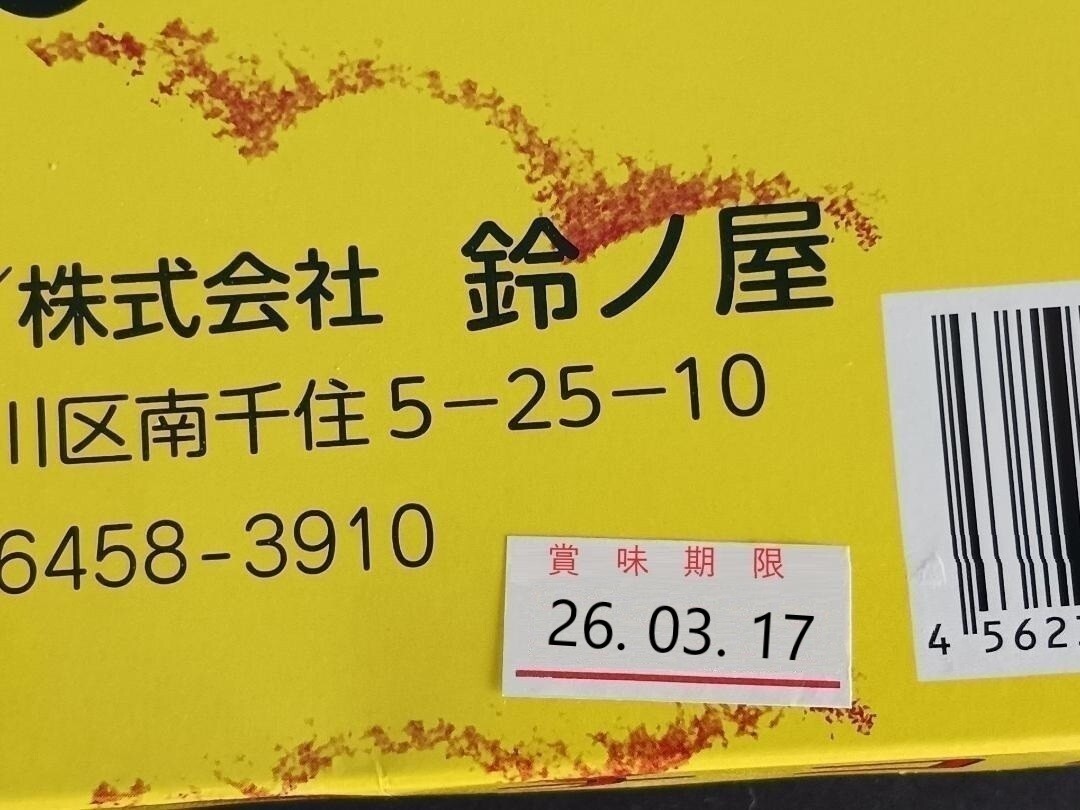 株式会社 鈴ノ屋
川区南千住5-25-10
6458-3910
賞味期限
26.03.17
4 562